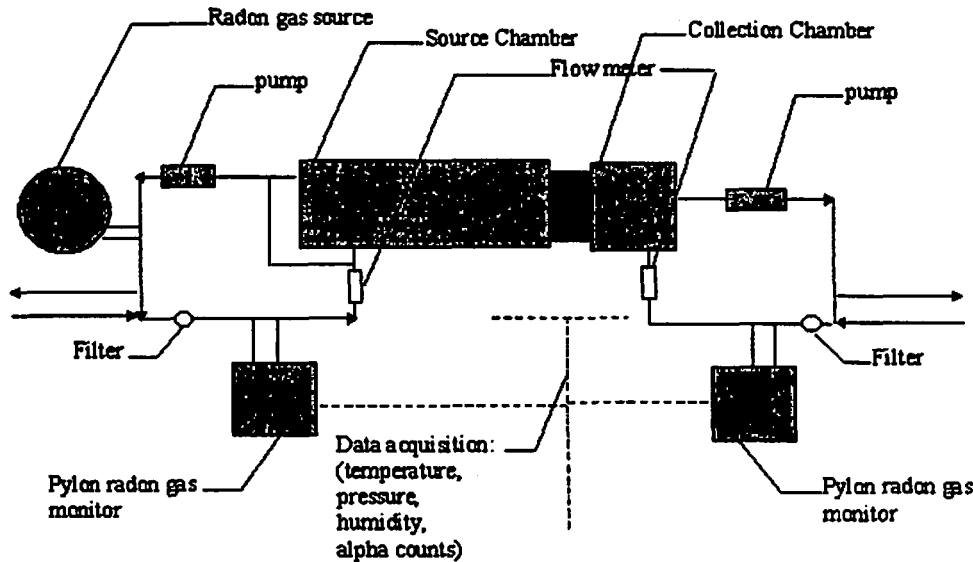 Radon gas source
Source Chamber
Collection Chamber
Flow meter
pump
pump
Filter
Filter
Pylon radon gas
monitor
Data acquisition:
(temperature,
pressure,
humidity,
alpha counts)
Pylon radon gas
monitor